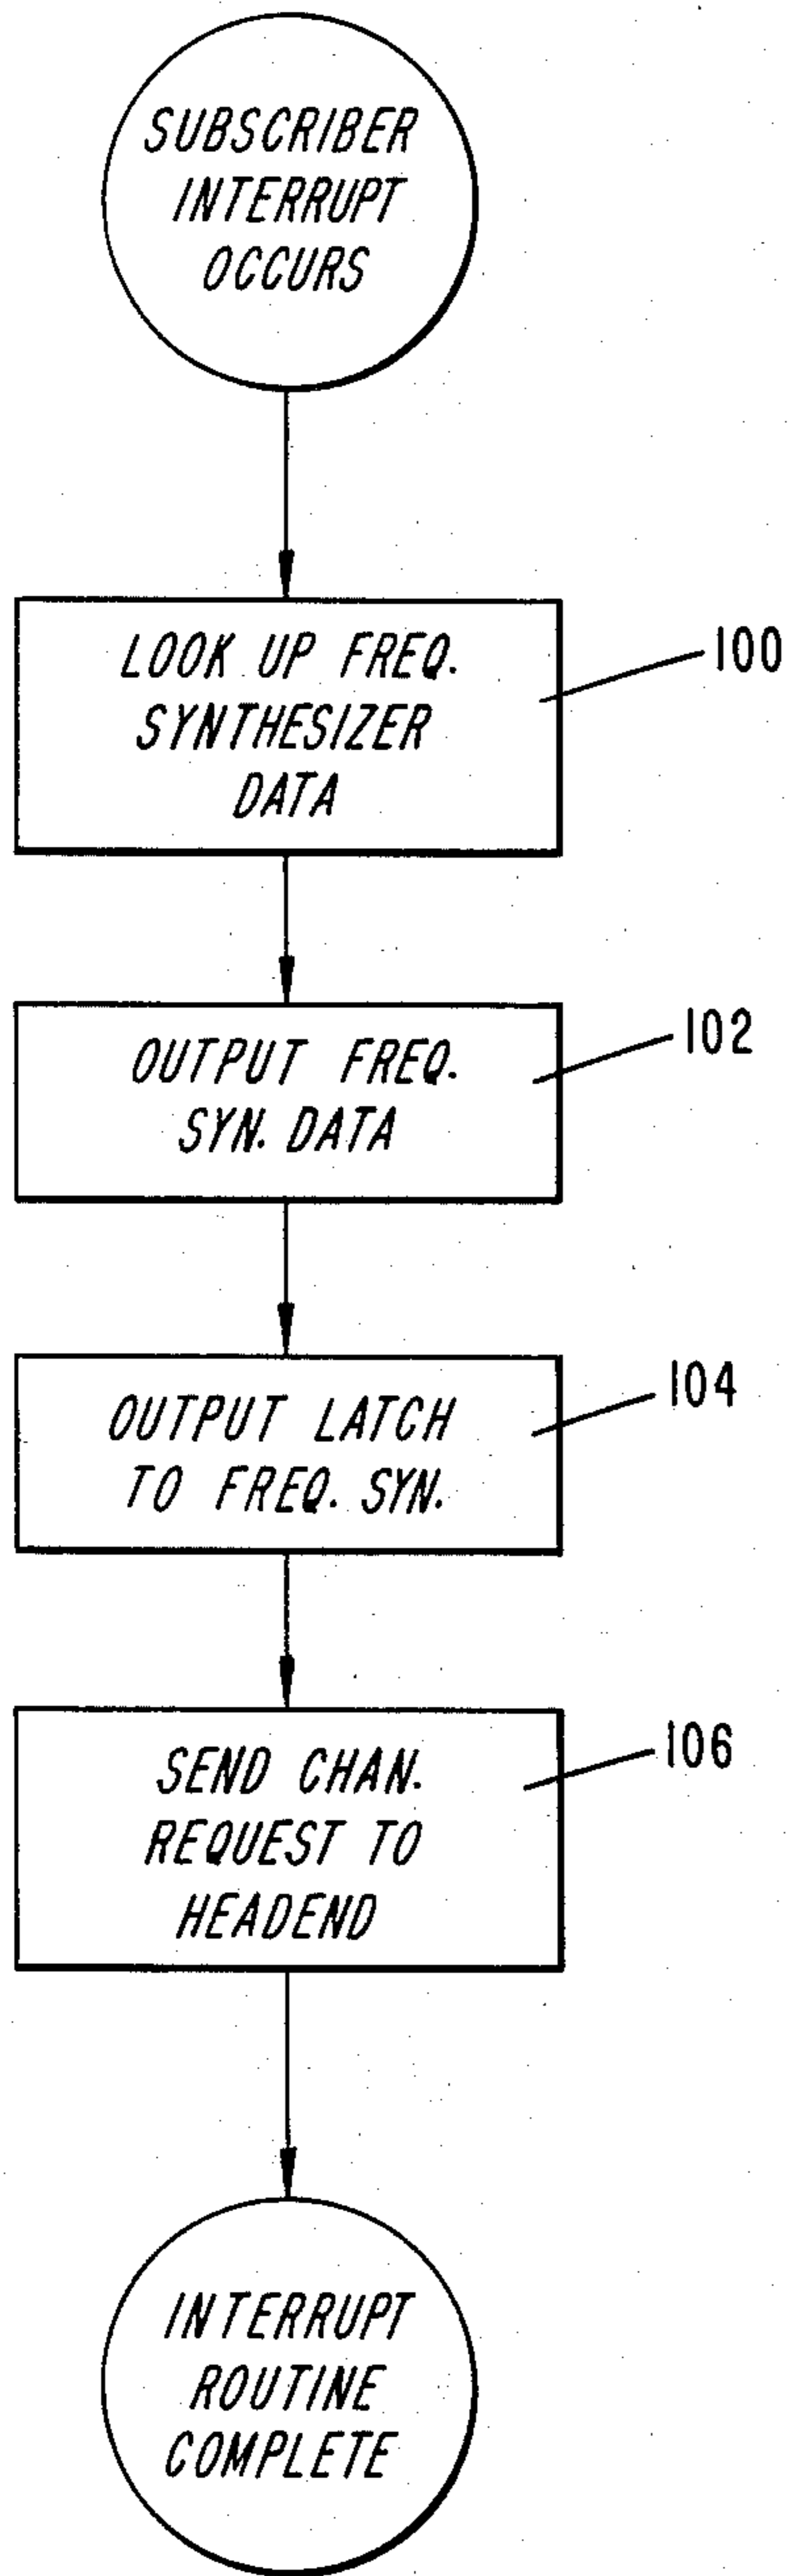 SUBSCRIBER
INTERRUPT
OCCURS
LOOK UP FREQ.
SYNTHESIZER
DATA
100
OUTPUT FREQ.
SYN. DATA
102
OUTPUT LATCH
TO FREQ. SYN.
104
SEND CHAN.
REQUEST TO
HEADEND
106
INTERRUPT
ROUTINE
COMPLETE